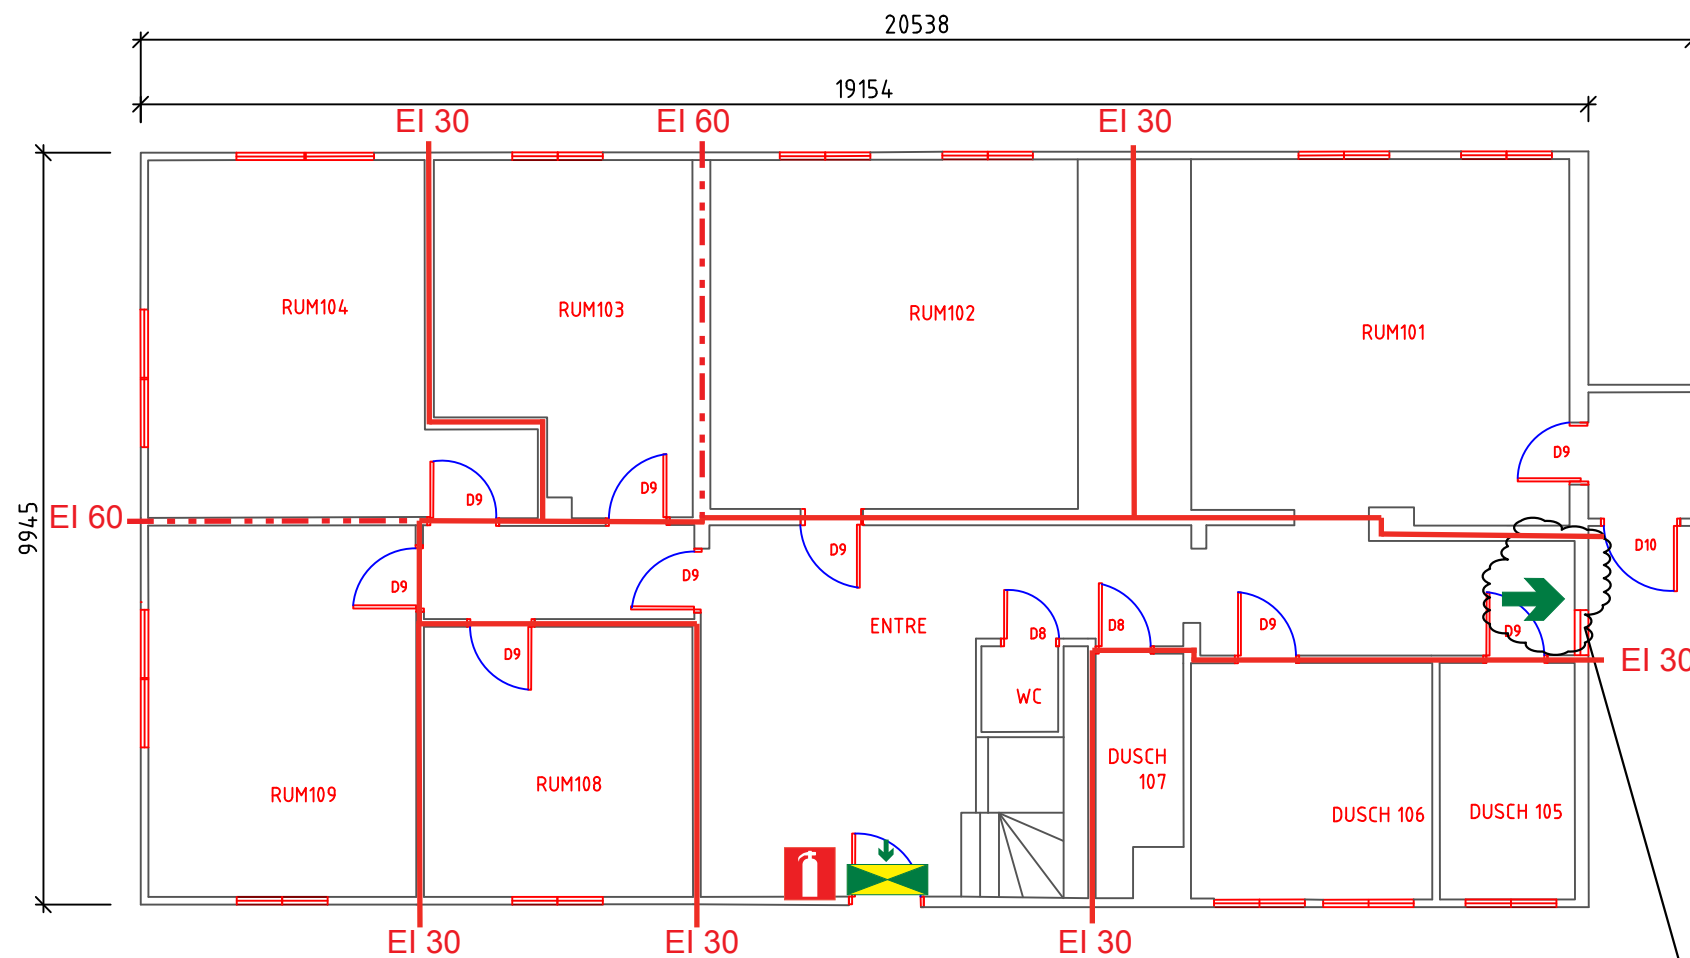 20538
19154
EI 30
EI 60
EI 30
RUM104
RUM103
RUM102
RUM101
D9
D9
D9
9945
EI 60
D9
D9
D9
D10
ENTRE
D8
D8
D9
D9
D9
EI 30
WC
DUSCH
107
RUM109
RUM108
DUSCH 106
DUSCH 105
EI 30
EI 30
EI 30